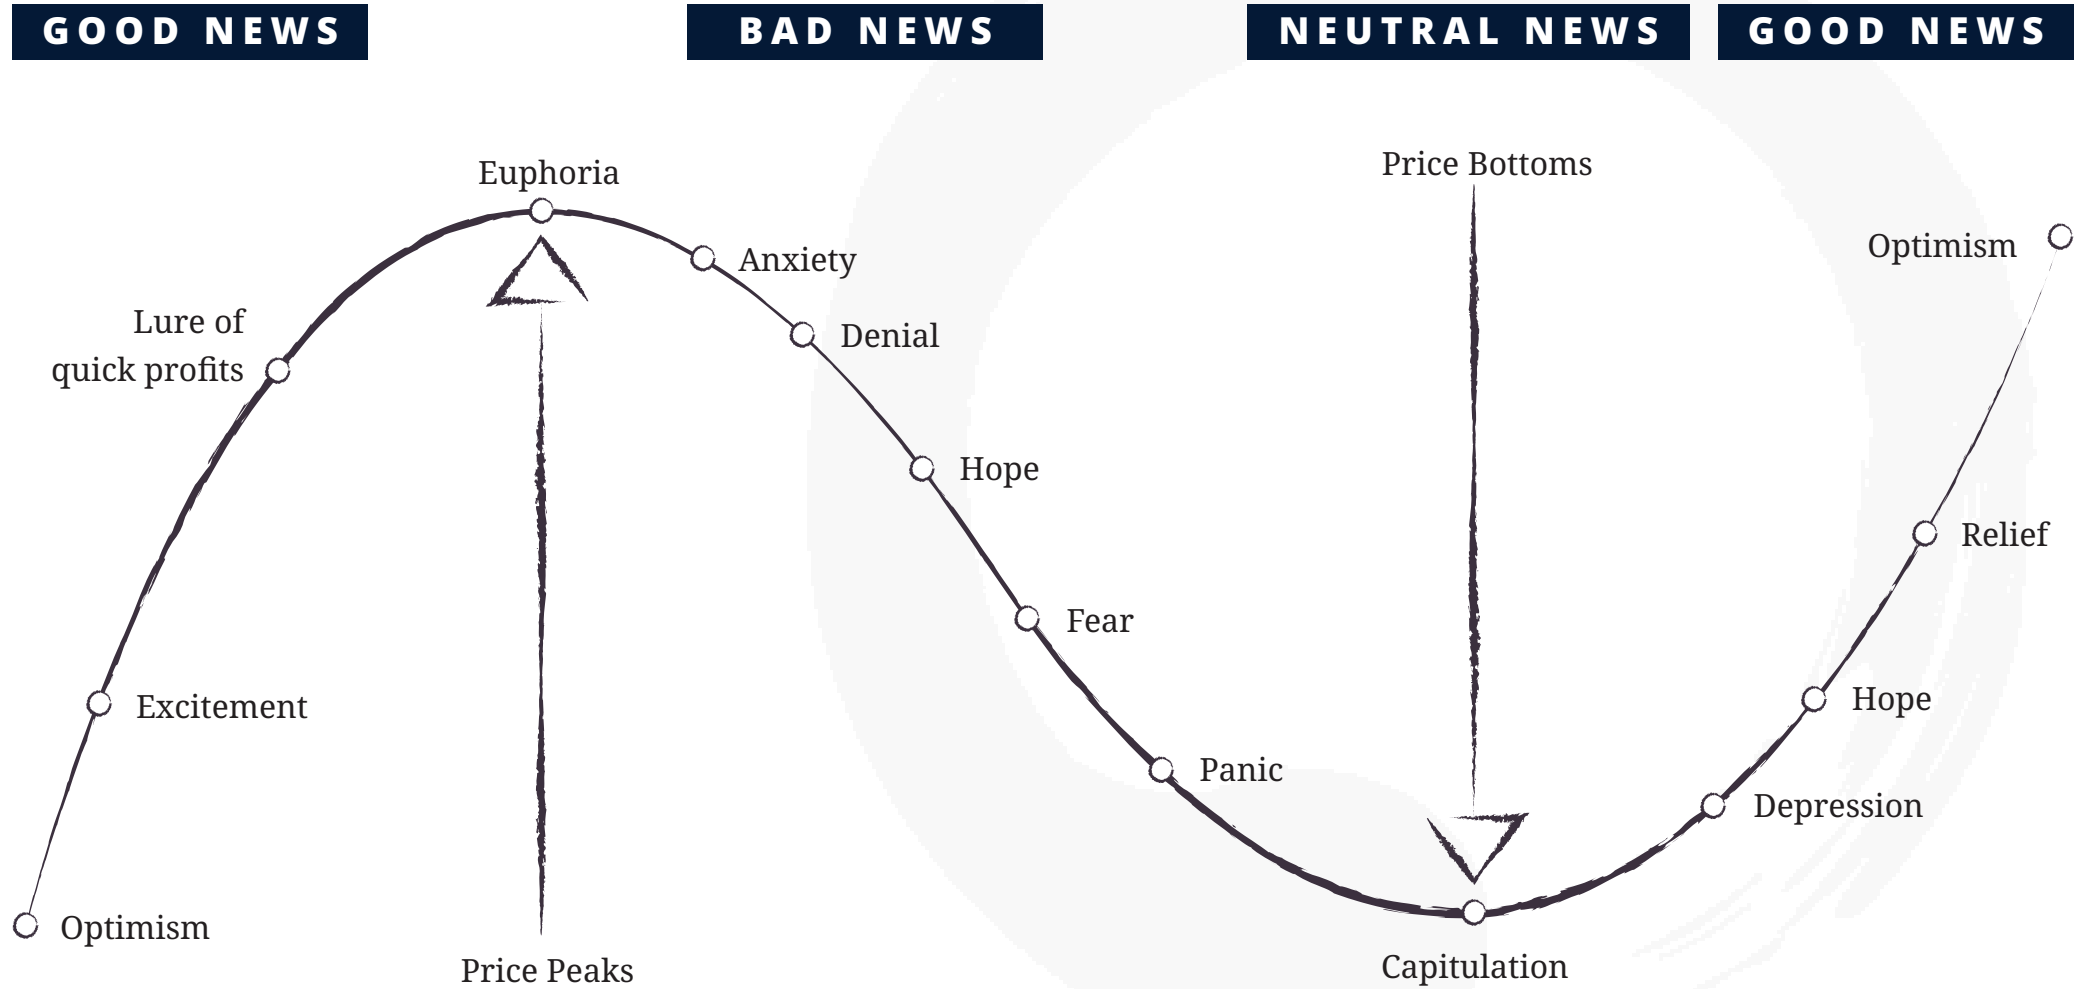 GOOD NEWS
BAD NEWS
NEUTRAL NEWS
GOOD NEWS
Euphoria
Price Bottoms
Optimism
Anxiety
Lure of
quick profits
Denial
Hope
Relief
Fear
Excitement
Hope
Panic
Depression
Optimism
Price Peaks
Capitulation